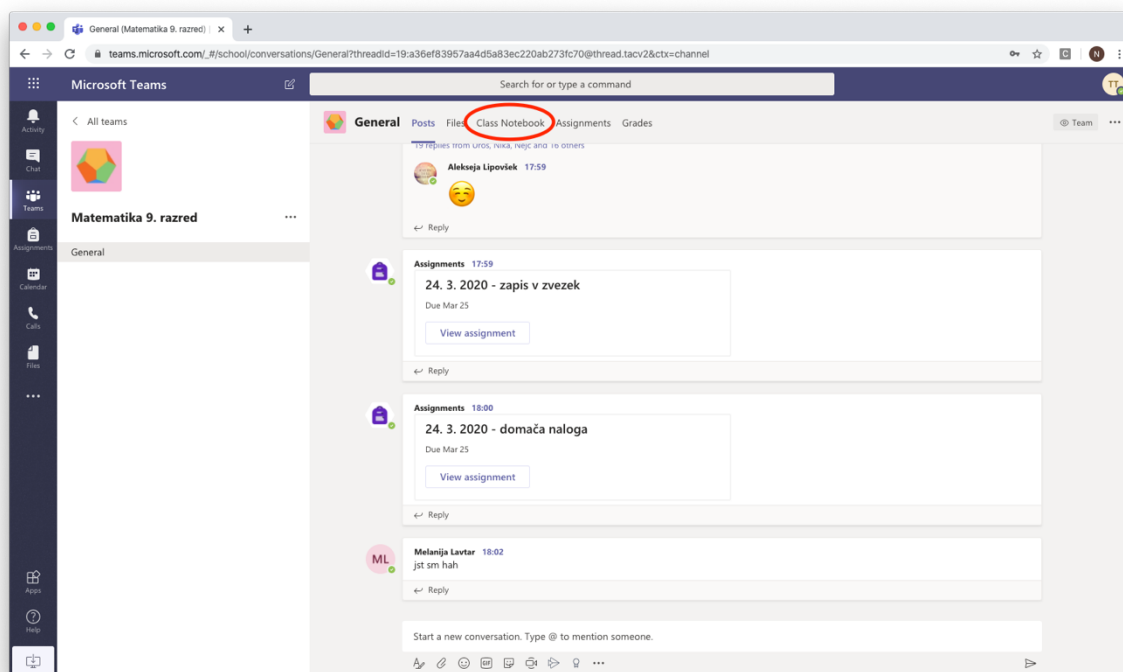 General (Matematika 9. razred)
teams.microsoft.com/_#/school/conversations/General?threadId=19:a36ef83957aa4d5a83ec220ab273fc70@thread.tacv2&ctx=channel
C
N
Microsoft Teams
Search for or type a command
TT
Activity
Chat
Teams
Assignments
Calendar
Calls
Files
Apps
Help
All teams
Matematika 9. razred
General
General Posts Files Class Notebook Assignments Grades
Team
19 replies from Uroš, Nika, Nejc and 16 others
Alekseja Lipovšek 17:59
Reply
Assignments 17:59
24. 3. 2020 - zapis v zvezek
Due Mar 25
View assignment
Reply
Assignments 18:00
24. 3. 2020 - domača naloga
Due Mar 25
View assignment
Reply
ML
Melanija Lavtar 18:02
jst sm hah
Reply
Start a new conversation. Type @ to mention someone.
GIF